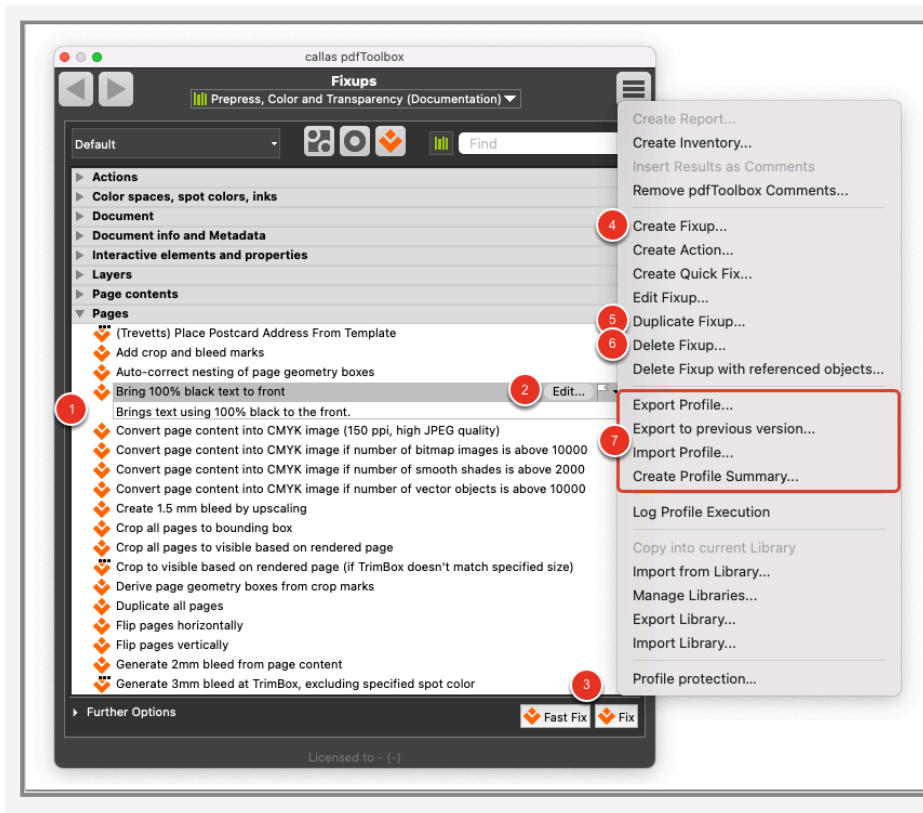 callas pdfToolbox
Fixups
Prepress, Color and Transparency (Documentation)
Default
Find
Actions
Color spaces, spot colors, inks
Document
Document info and Metadata
Interactive elements and properties
Layers
Page contents
Pages
(Trevetts) Place Postcard Address From Template
Add crop and bleed marks
Auto-correct nesting of page geometry boxes
Bring 100% black text to front
2
Edit...
1
Brings text using 100% black to the front.
Convert page content into CMYK image (150 ppi, high JPEG quality)
Convert page content into CMYK image if number of bitmap images is above 10000
Convert page content into CMYK image if number of smooth shades is above 2000
Convert page content into CMYK image if number of vector objects is above 10000
Create 1.5 mm bleed by upscaling
Crop all pages to bounding box
Crop all pages to visible based on rendered page
Crop to visible based on rendered page (if TrimBox doesn't match specified size)
Derive page geometry boxes from crop marks
Duplicate all pages
Flip pages horizontally
Flip pages vertically
Generate 2mm bleed from page content
Generate 3mm bleed at TrimBox, excluding specified spot color
3
Further Options
Fast Fix
Fix
Licensed to - (-)
Create Report...
Create Inventory...
Insert Results as Comments
Remove pdfToolbox Comments...
4
Create Fixup...
Create Action...
Create Quick Fix...
Edit Fixup...
5
Duplicate Fixup...
6
Delete Fixup...
Delete Fixup with referenced objects...
Export Profile...
Export to previous version...
7
Import Profile...
Create Profile Summary...
Log Profile Execution
Copy into current Library
Import from Library...
Manage Libraries...
Export Library...
Import Library...
Profile protection...